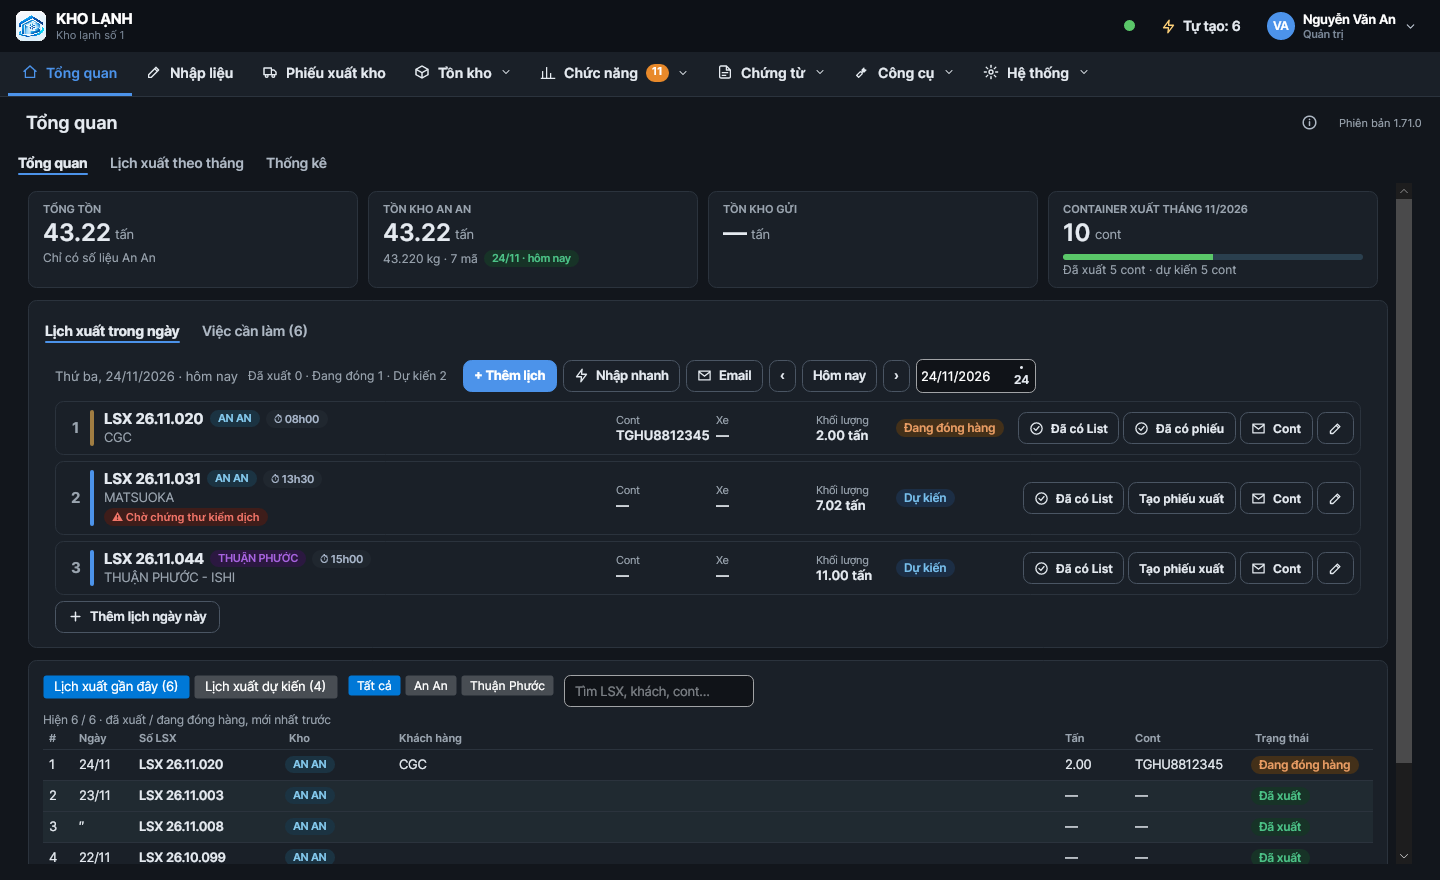 KHO LẠNH
Kho lạnh số 1
Tự tạo: 6
VA
Nguyễn Văn An
Quản trị
Tổng quan
Nhập liệu
Phiếu xuất kho
Tồn kho
Chức năng 11
Chứng từ
Công cụ
Hệ thống
Tổng quan
Phiên bản 1.71.0
Tổng quan
Lịch xuất theo tháng
Thống kê
TỔNG TỒN
43.22 tấn
Chỉ có số liệu An An
TỒN KHO AN AN
43.22 tấn
43.220 kg · 7 mã 24/11 · hôm nay
TỒN KHO GỬI
— tấn
CONTAINER XUẤT THÁNG 11/2026
10 cont
Đã xuất 5 cont · dự kiến 5 cont
Lịch xuất trong ngày
Việc cần làm (6)
Thứ ba, 24/11/2026 · hôm nay Đã xuất 0 · Đang đóng 1 · Dự kiến 2
+ Thêm lịch
Nhập nhanh
Email
‹
Hôm nay
›
24/11/2026
24
1
LSX 26.11.020 AN AN 08h00
CGC
Cont
TGHU8812345
Xe
—
Khối lượng
2.00 tấn
Đang đóng hàng
Đã có List
Đã có phiếu
Cont
2
LSX 26.11.031 AN AN 13h30
MATSUOKA
Chờ chứng thư kiểm dịch
Cont
—
Xe
—
Khối lượng
7.02 tấn
Dự kiến
Đã có List
Tạo phiếu xuất
Cont
3
LSX 26.11.044 THUẬN PHƯỚC 15h00
THUẬN PHƯỚC - ISHI
Cont
—
Xe
—
Khối lượng
11.00 tấn
Dự kiến
Đã có List
Tạo phiếu xuất
Cont
+ Thêm lịch ngày này
Lịch xuất gần đây (6)
Lịch xuất dự kiến (4)
Tất cả
An An
Thuận Phước
Tìm LSX, khách, cont...
Hiện 6 / 6 · đã xuất / đang đóng hàng, mới nhất trước
# Ngày Số LSX Kho Khách hàng Tấn Cont Trạng thái
1 24/11 LSX 26.11.020 AN AN CGC 2.00 TGHU8812345 Đang đóng hàng
2 23/11 LSX 26.11.003 AN AN — — Đã xuất
3 〃 LSX 26.11.008 AN AN — — Đã xuất
4 22/11 LSX 26.10.099 AN AN — — Đã xuất